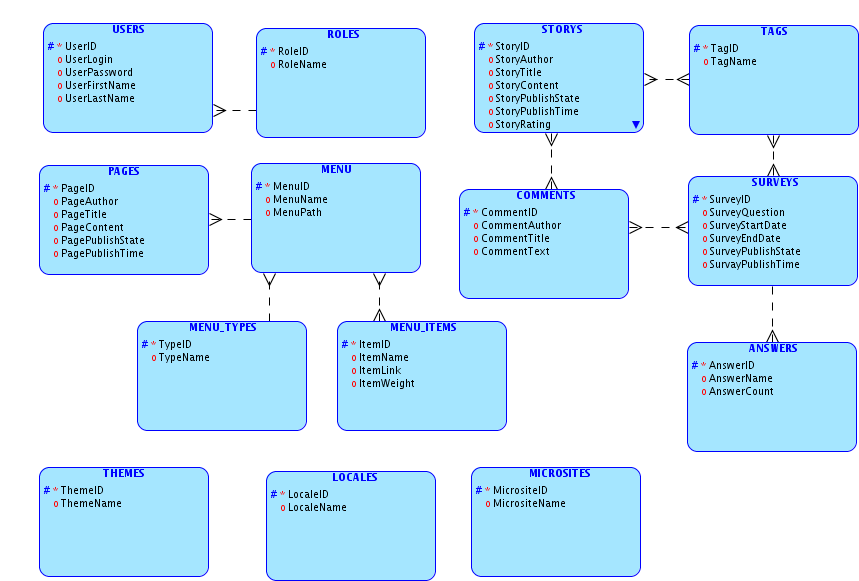 USERS
# * UserID
o UserLogin
o UserPassword
o UserFirstName
o UserLastName
ROLES
# * RoleID
o RoleName
STORYS
# * StoryID
o StoryAuthor
o StoryTitle
o StoryContent
o StoryPublishState
o StoryPublishTime
o StoryRating
TAGS
# * TagID
o TagName
PAGES
# * PageID
o PageAuthor
o PageTitle
o PageContent
o PagePublishState
o PagePublishTime
MENU
# * MenuID
o MenuName
o MenuPath
COMMENTS
# * CommentID
o CommentAuthor
o CommentTitle
o CommentText
SURVEYS
# * SurveyID
o SurveyQuestion
o SurveyStartDate
o SurveyEndDate
o SurveyPublishState
o SurvayPublishTime
MENU_TYPES
# * TypeID
o TypeName
MENU_ITEMS
# * ItemID
o ItemName
o ItemLink
o ItemWeight
ANSWERS
# * AnswerID
o AnswerName
o AnswerCount
THEMES
# * ThemeID
o ThemeName
LOCALES
# * LocaleID
o LocaleName
MICROSITES
# * MicrositeID
o MicrositeName